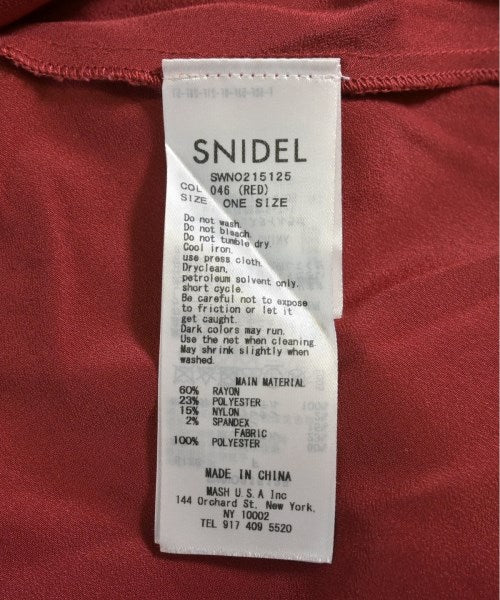 SNIDEL
SWNO215125
COL 046 (RED)
SIZE ONE SIZE
Do not wash.
Do not bleach.
Do not tumble dry.
Cool iron.
use press cloth.
Dryclean.
petroleum solvent only.
short cycle.
Be careful not to expose
to friction or let it
get caught.
Dark colors may run.
Use the net when cleaning.
May shrink slightly when
washed.
MAIN MATERIAL
60% RAYON
23% POLYESTER
15% NYLON
2% SPANDEX
FABRIC
100% POLYESTER
MADE IN CHINA
MASH U.S.A Inc
144 Orchard St. New York,
NY 10002
TEL 917 409 5520